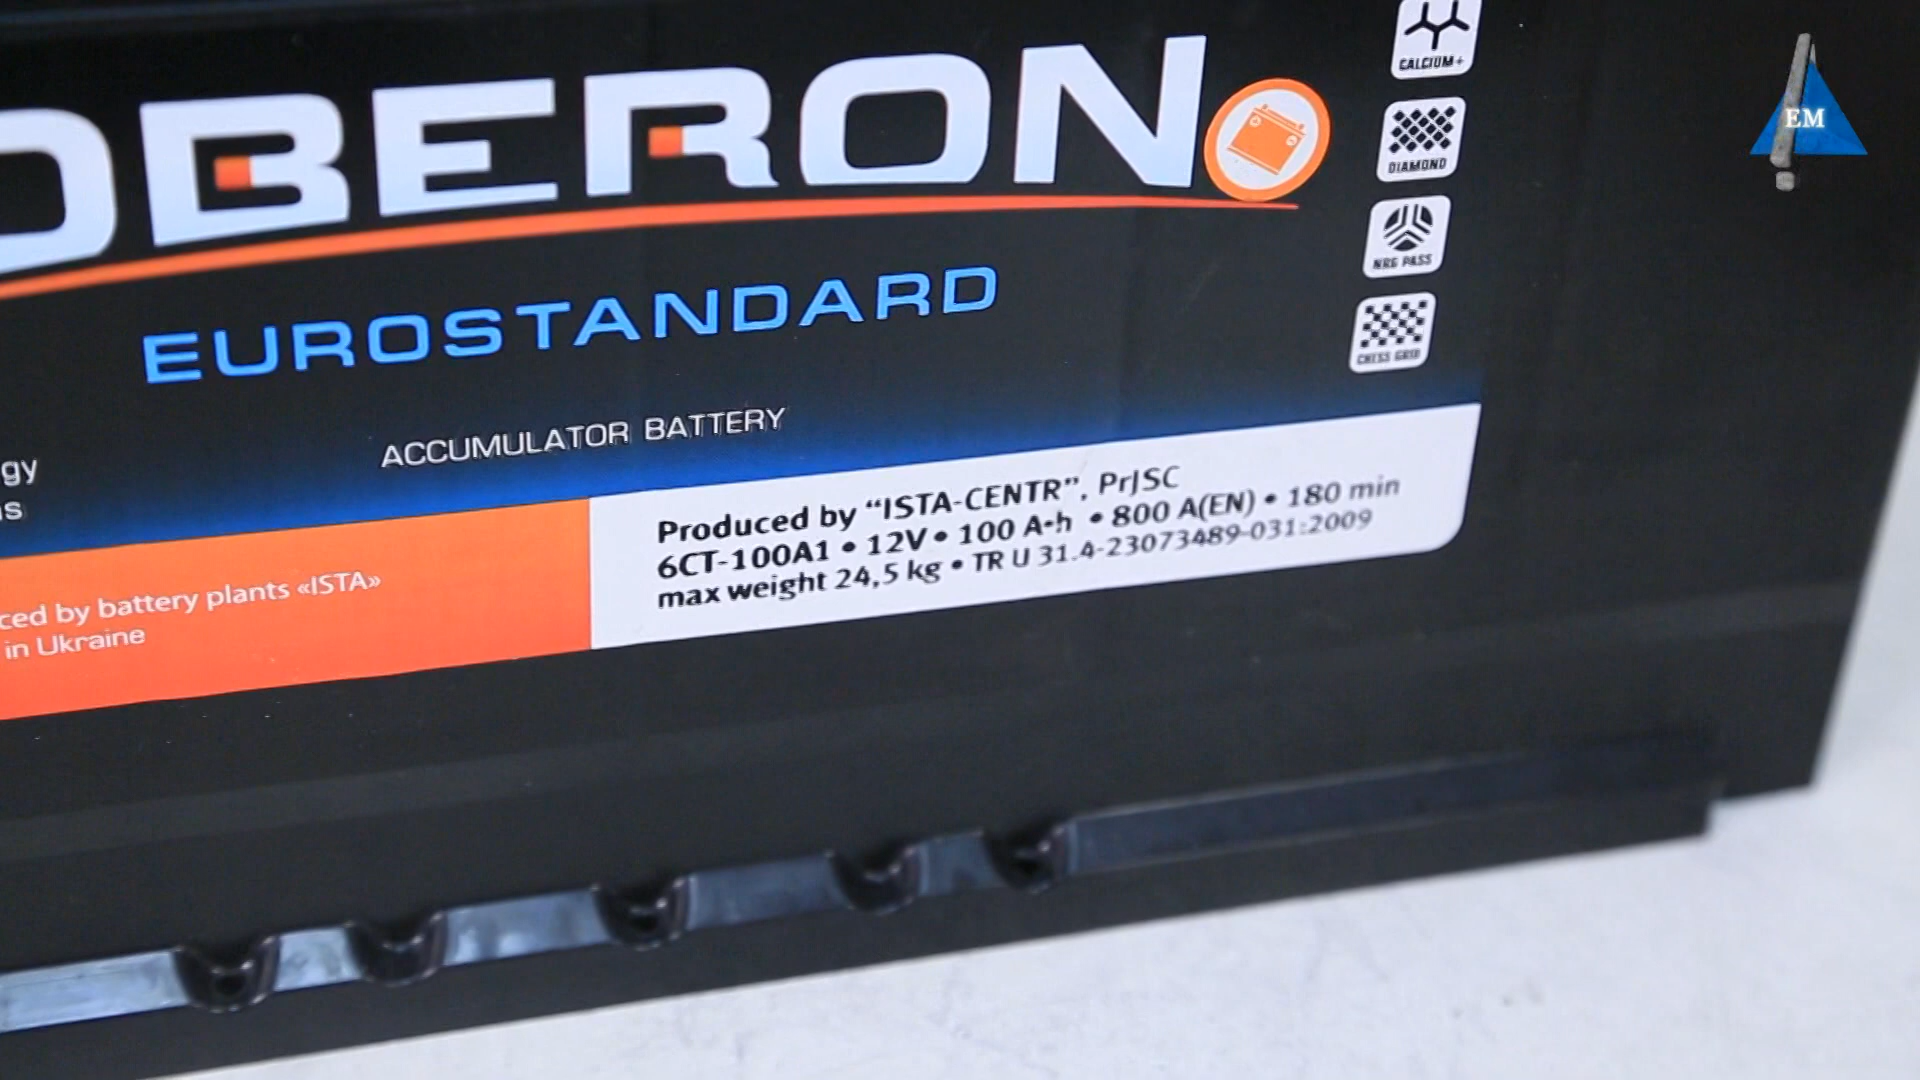 OBERON
CALCIUM+
EM
DIAMOND
NRG PASS
EUROSTANDARD
CHESS GRID
ACCUMULATOR BATTERY
gy
ns
Produced by “ISTA-CENTR”, PrJSC
6CT-100A1 • 12V • 100 A•h • 800 A(EN) • 180 min
max weight 24,5 kg • TR U 31.4-23073489-031:2009
ced by battery plants «ISTA»
in Ukraine